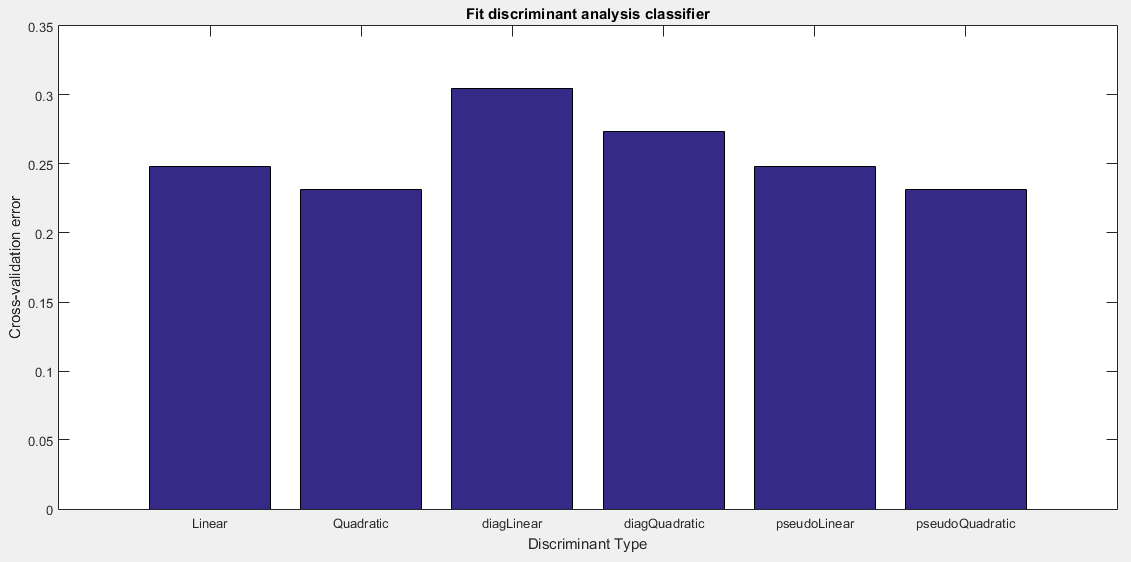 Fit discriminant analysis classifier
0.35
0.3
0.25
0.2
0.15
0.1
0.05
0
Cross-validation error
Linear Quadratic diagLinear diagQuadratic pseudoLinear pseudoQuadratic
Discriminant Type